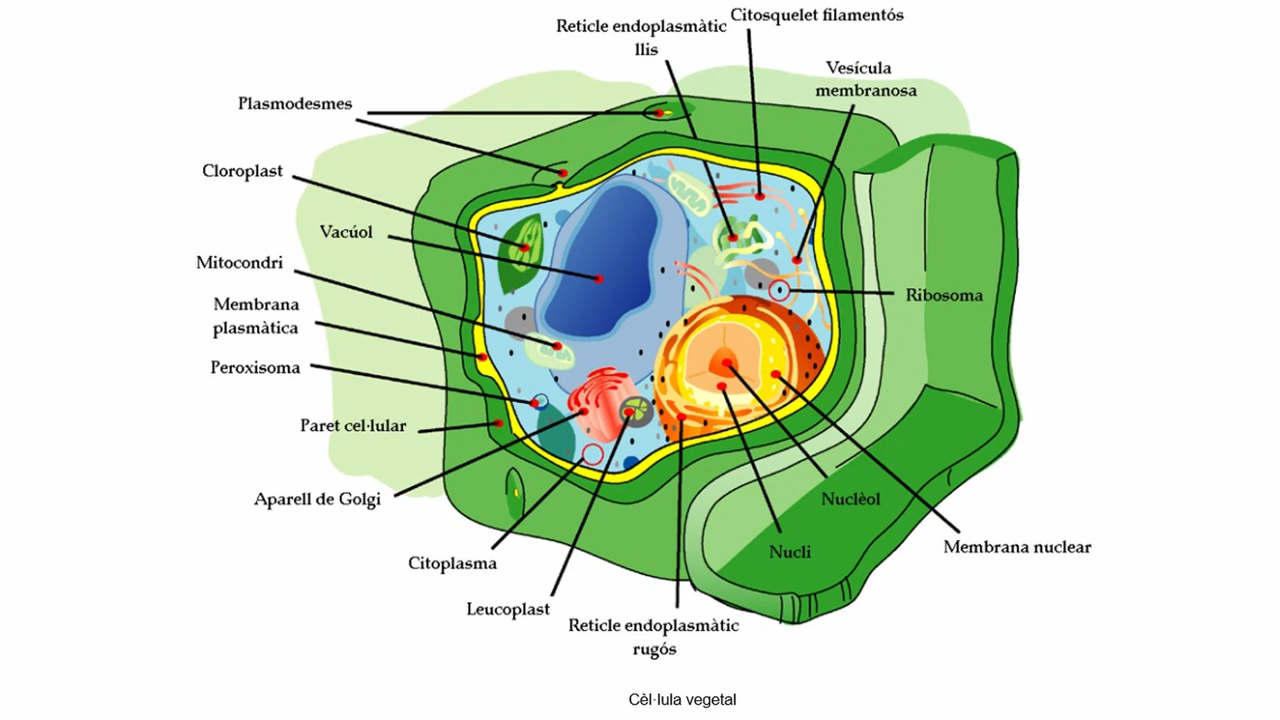 Reticle endoplasmàtic
llis
Citosquelet filamentós
Vesícula
membranosa
Plasmodesmes
Cloroplast
Vacúol
Mitocondri
Membrana
plasmàtica
Peroxisoma
Paret cel·lular
Aparell de Golgi
Citoplasma
Leucoplast
Reticle endoplasmàtic
rugós
Ribosoma
Nuclèol
Nucli
Membrana nuclear
Cèl·lula vegetal